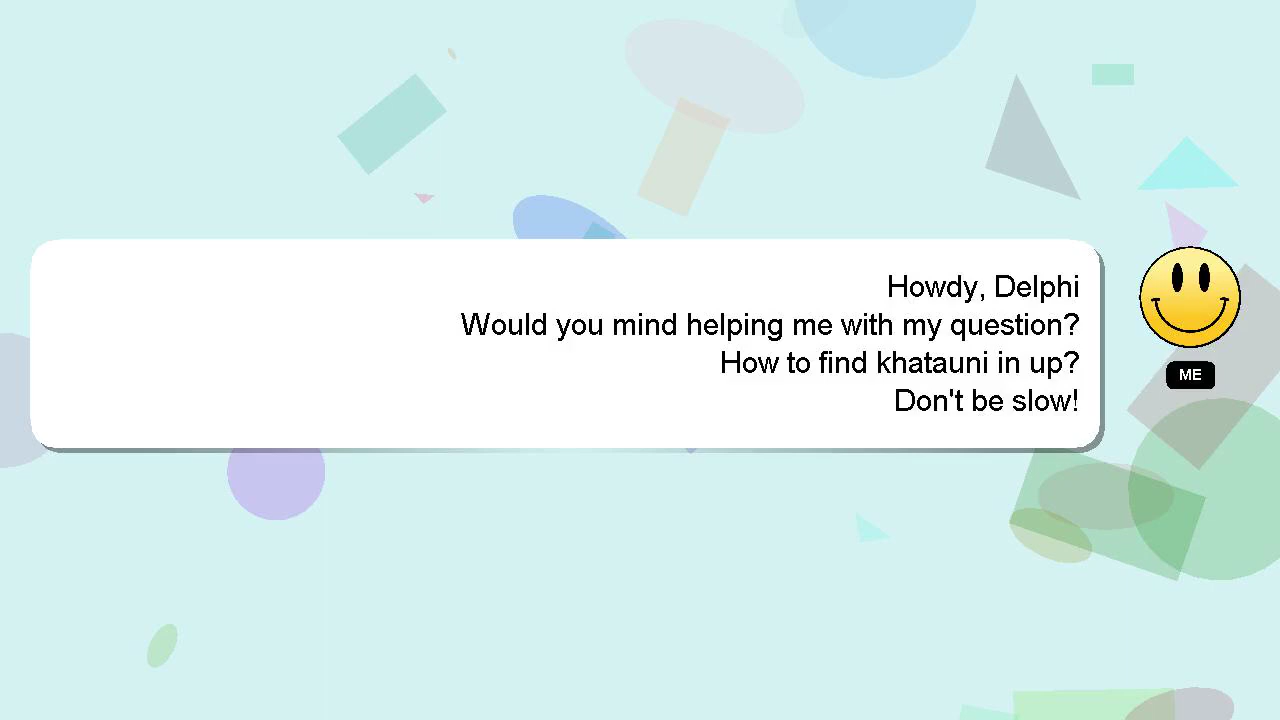 Howdy, Delphi
Would you mind helping me with my question?
How to find khatauni in up?
Don't be slow!
ME